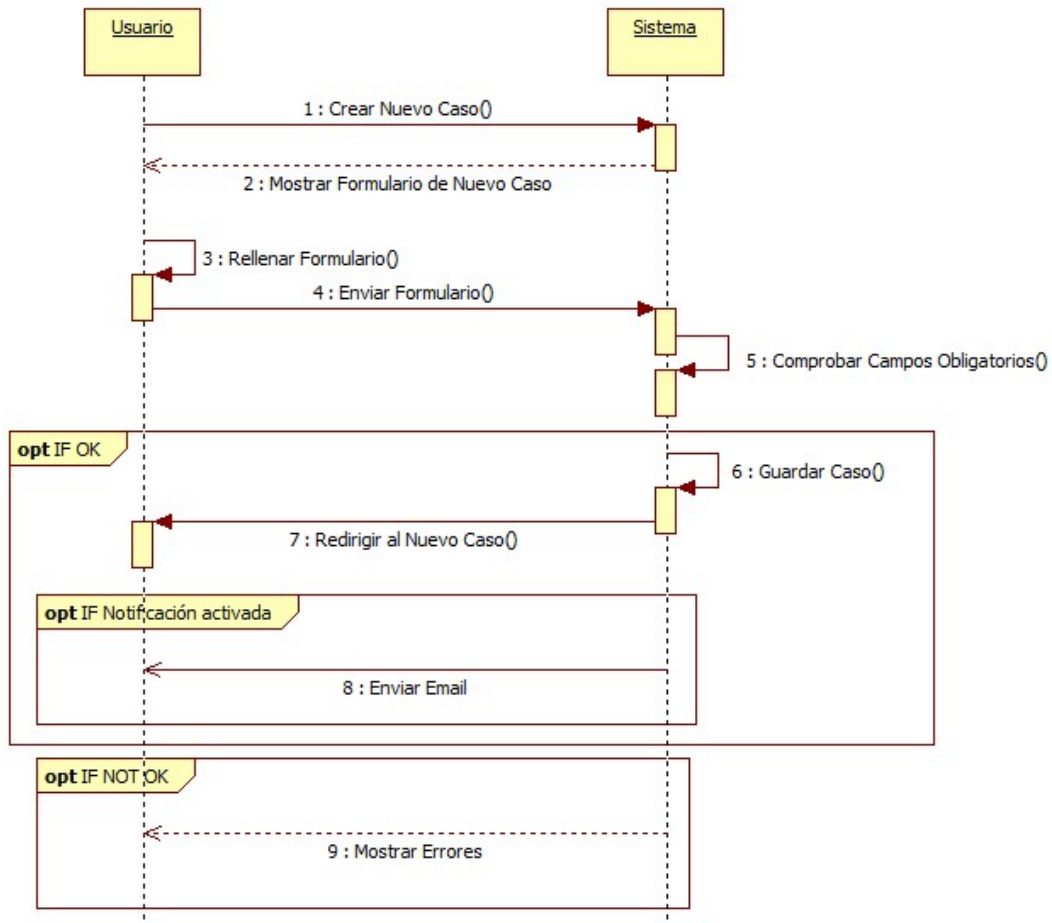 Usuario
Sistema
1 : Crear Nuevo Caso()
2 : Mostrar Formulario de Nuevo Caso
3 : Rellenar Formulario()
4 : Enviar Formulario()
5 : Comprobar Campos Obligatorios()
opt IF OK
6 : Guardar Caso()
7 : Redirigir al Nuevo Caso()
opt IF Notificación activada
8 : Enviar Email
opt IF NOT OK
9 : Mostrar Errores